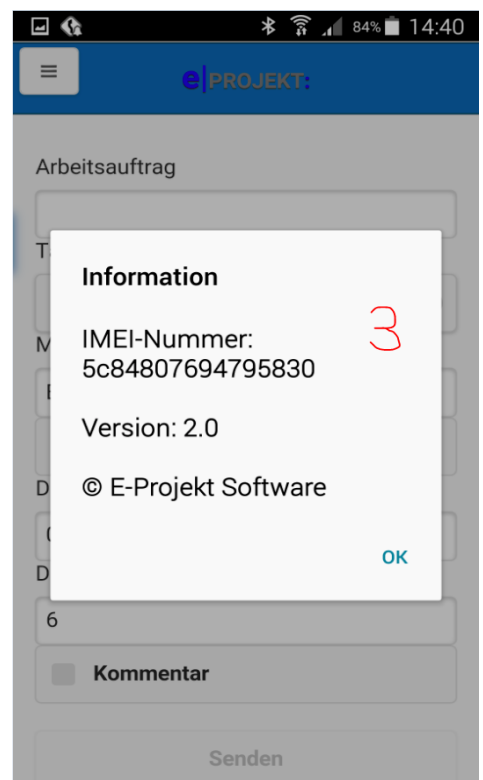 84% 14:40
e|PROJEKT:
Arbeitsauftrag
Information
3
IMEI-Nummer:
5c84807694795830
Version: 2.0
© E-Projekt Software
OK
6
Kommentar
Senden